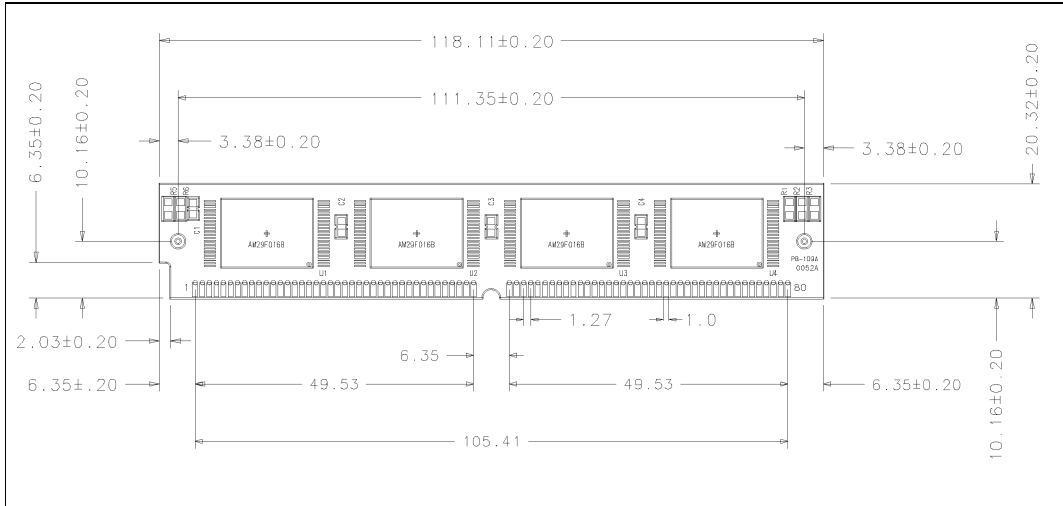 118.11±0.20
111.35±0.20
3.38±0.20
3.38±0.20
6.35±0.20
10.16±0.20
20.32±0.20
R5
R6
C1
C2
C3
C4
R1
R2
R3
AM29F016B
AM29F016B
AM29F016B
AM29F016B
PB-109A
0052A
U1
U2
U3
U4
1
80
2.03±0.20
1.27
1.0
6.35
6.35±.20
49.53
49.53
6.35±0.20
10.16±0.20
105.41